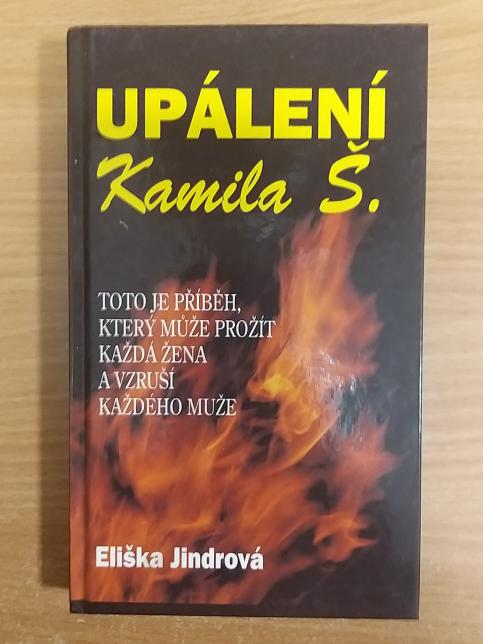 UPÁLENÍ
Kamila Š.
TOTO JE PŘÍBĚH,
KTERÝ MŮŽE PROŽÍT
KAŽDÁ ŽENA
A VZRUŠÍ
KAŽDÉHO MUŽE
Eliška Jindrová